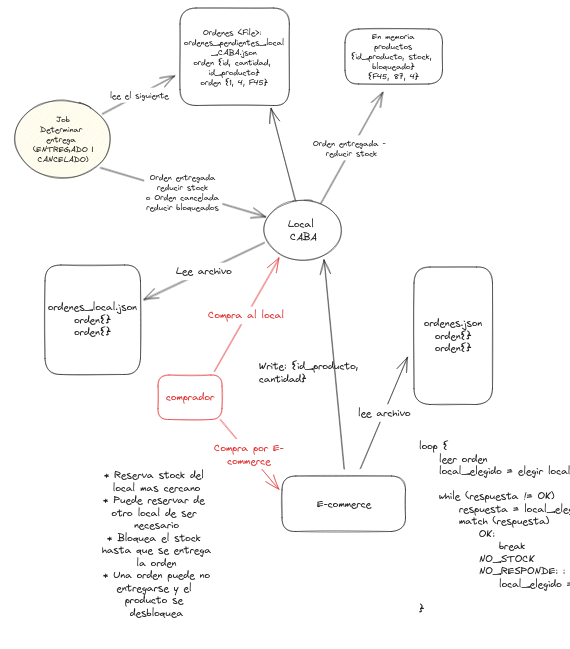 Ordenes <File>:
ordenes_pendientes_local
_CABA.json
orden {id, cantidad,
id_producto}
orden {1, 4, F45}
En memoria
productos
{id_producto, stock,
bloqueado}
{F45, 87, 4}
lee el siguiente
Job
Determinar
entrega
(ENTREGADO |
CANCELADO)
Orden entregada -
reducir stock
Orden entregada
reducir stock
o Orden cancelada
reducir bloqueados
Local
CABA
Lee archivo
ordenes_local.json
orden{}
orden{}
Compra al local
ordenes.json
orden{}
orden{}
Write: {id_producto,
cantidad}
comprador
lee archivo
Compra por E-
commerce
E-commerce
* Reserva stock del
local mas cercano
* Puede reservar de
otro local de ser
necesario
* Bloquea el stock
hasta que se entrega
la orden
* Una orden puede no
entregarse y el
producto se
desbloquea
loop {
leer orden
local_elegido = elegir local
while (respuesta != OK)
respuesta = local_eleg
match (respuesta)
OK:
break
NO_STOCK
NO_RESPONDE: :
local_elegido =
}